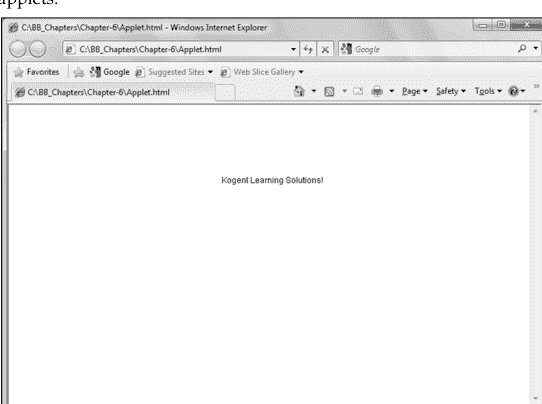 applets.
C:\BB_Chapters\Chapter-6\Applet.html - Windows Internet Explorer
C:\BB_Chapters\Chapter-6\Applet.html
Google
Favorites Google Suggested Sites Web Slice Gallery
C:\BB_Chapters\Chapter-6\Applet.html
Page Safety Tools
Kogent Learning Solutions!